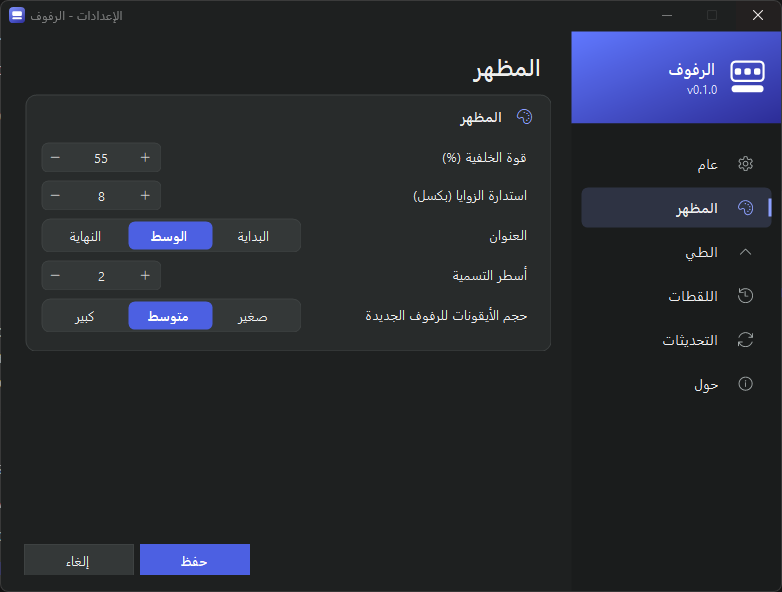 الإعدادات - الرفوف
الرفوف
v0.1.0
عام
المظهر
الطي
اللقطات
التحديثات
حول
المظهر
المظهر
قوة الخلفية (%)
+ 55 −
استدارة الزوايا (بكسل)
+ 8 −
العنوان
البداية الوسط النهاية
أسطر التسمية
+ 2 −
حجم الأيقونات للرفوف الجديدة
صغير متوسط كبير
حفظ
إلغاء